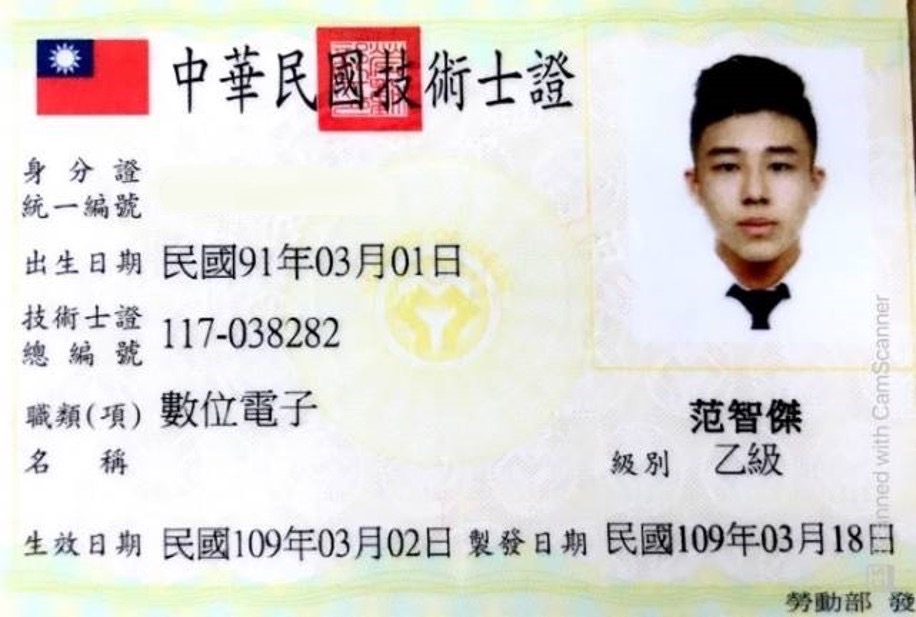 中華民國技術士證
身分證
統一編號
出生日期 民國91年03月01日
技術士證
總編號 117-038282
職類(項) 數位電子
名稱
范智傑
級別 乙級
生效日期 民國109年03月02日 製發日期 民國109年03月18日
勞動部 發
nned with CamScanner
CS